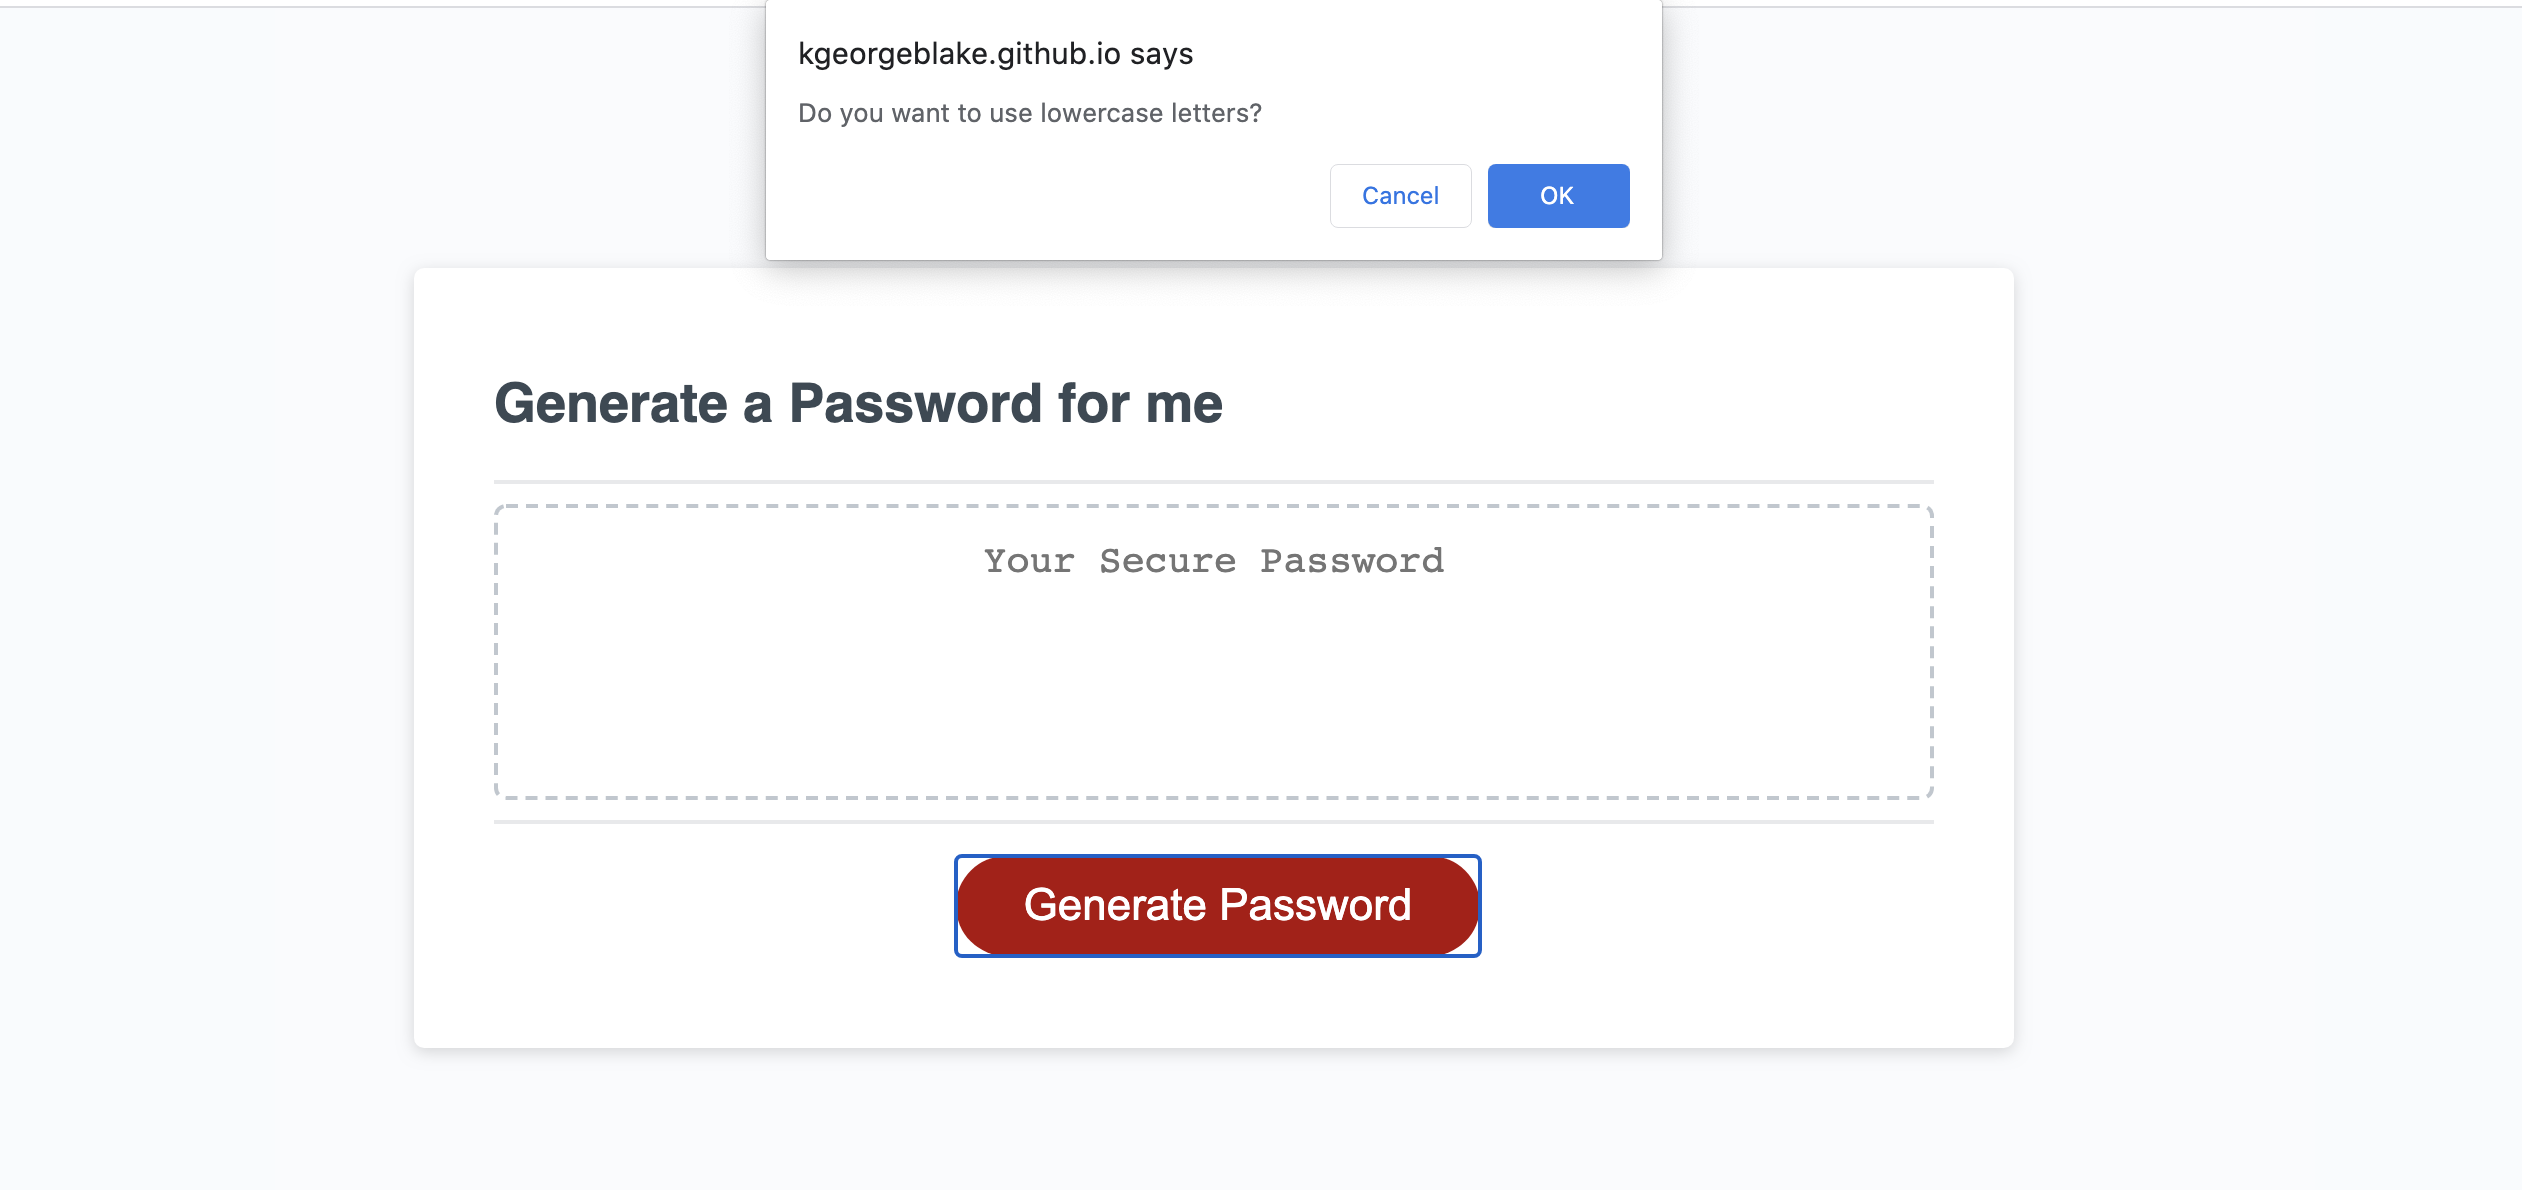 kgeorgeblake.github.io says
Do you want to use lowercase letters?
Cancel
OK
Generate a Password for me
Your Secure Password
Generate Password